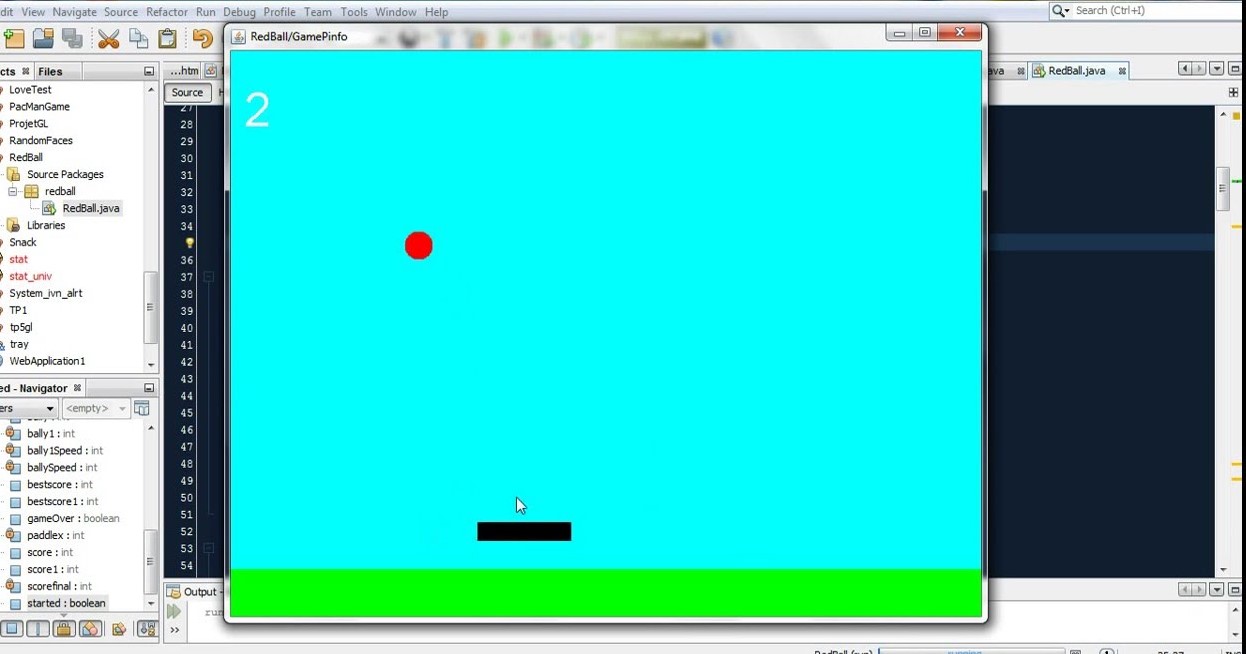 dit View Navigate Source Refactor Run Debug Profile Team Tools Window Help
Search (Ctrl+I)
RedBall/GamePinfo
cts Files
...htm
ava
RedBall.java
Source
LoveTest
PacManGame
ProjetGL
RandomFaces
RedBall
Source Packages
redball
RedBall.java
Libraries
Snack
stat
stat_univ
System_ivn_alrt
TP1
tp5gl
tray
WebApplication1
ed - Navigator
ers <empty>
bally1 : int
bally1Speed : int
ballySpeed : int
bestscore : int
bestscore1 : int
gameOver : boolean
paddlex : int
score : int
score1 : int
scorefinal : int
started : boolean
27
28
29
30
31
32
33
34
36
37
38
39
40
41
42
43
44
45
46
47
48
49
50
51
52
53
54
2
Output -
run